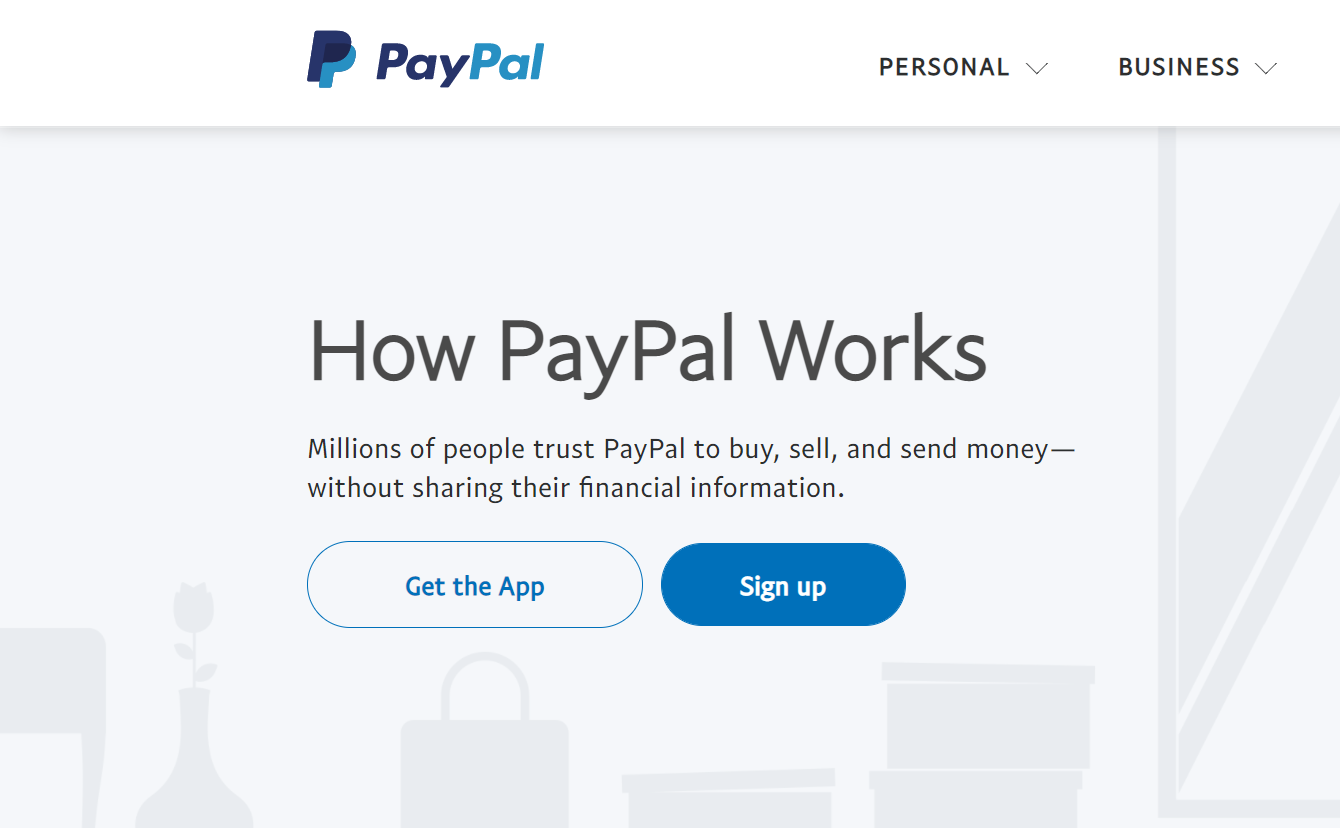 PayPal
PERSONAL
BUSINESS
How PayPal Works
Millions of people trust PayPal to buy, sell, and send money—
without sharing their financial information.
Get the App
Sign up